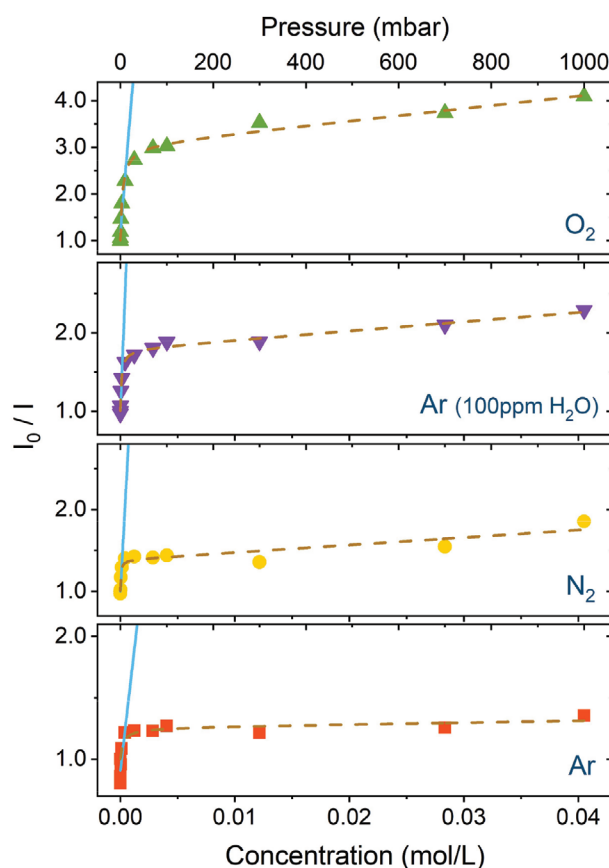 Pressure (mbar)
0 200 400 600 800 1000
4.0
3.0
2.0
1.0
O₂
2.0
1.0
Ar (100ppm H₂O)
I₀ / I
2.0
1.0
N₂
2.0
1.0
Ar
0.00 0.01 0.02 0.03 0.04
Concentration (mol/L)